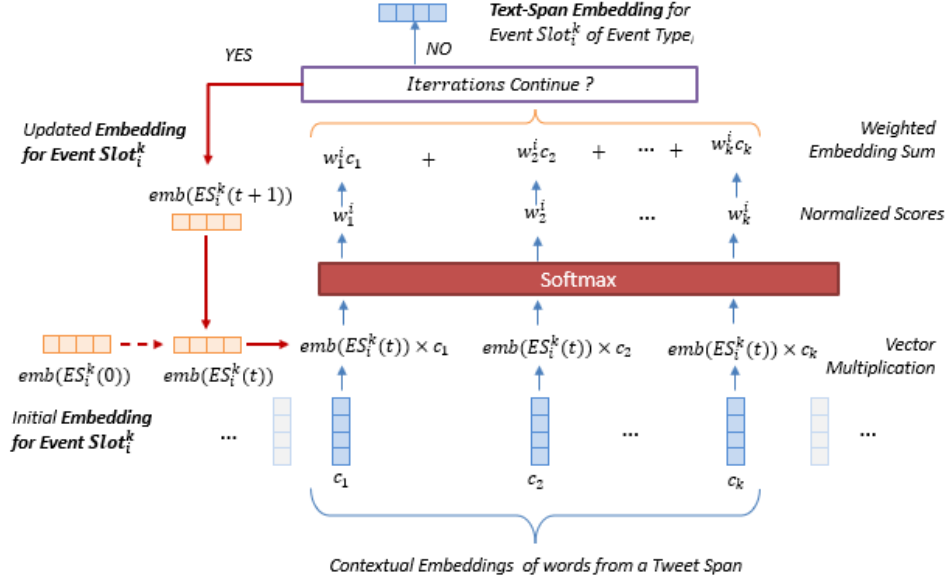 Text-Span Embedding for
Event Slot_i^k of Event Type_i
NO
YES
Iterrations Continue ?
Updated Embedding
for Event Slot_i^k
w_1^i c_1 + w_2^i c_2 + ... + w_k^i c_k
Weighted
Embedding Sum
emb(ES_i^k(t + 1))
w_1^i w_2^i ... w_k^i
Normalized Scores
Softmax
emb(ES_i^k(0)) emb(ES_i^k(t))
emb(ES_i^k(t)) × c_1 emb(ES_i^k(t)) × c_2 emb(ES_i^k(t)) × c_k
Vector
Multiplication
Initial Embedding
for Event Slot_i^k
... ... ...
c_1 c_2 c_k
Contextual Embeddings of words from a Tweet Span